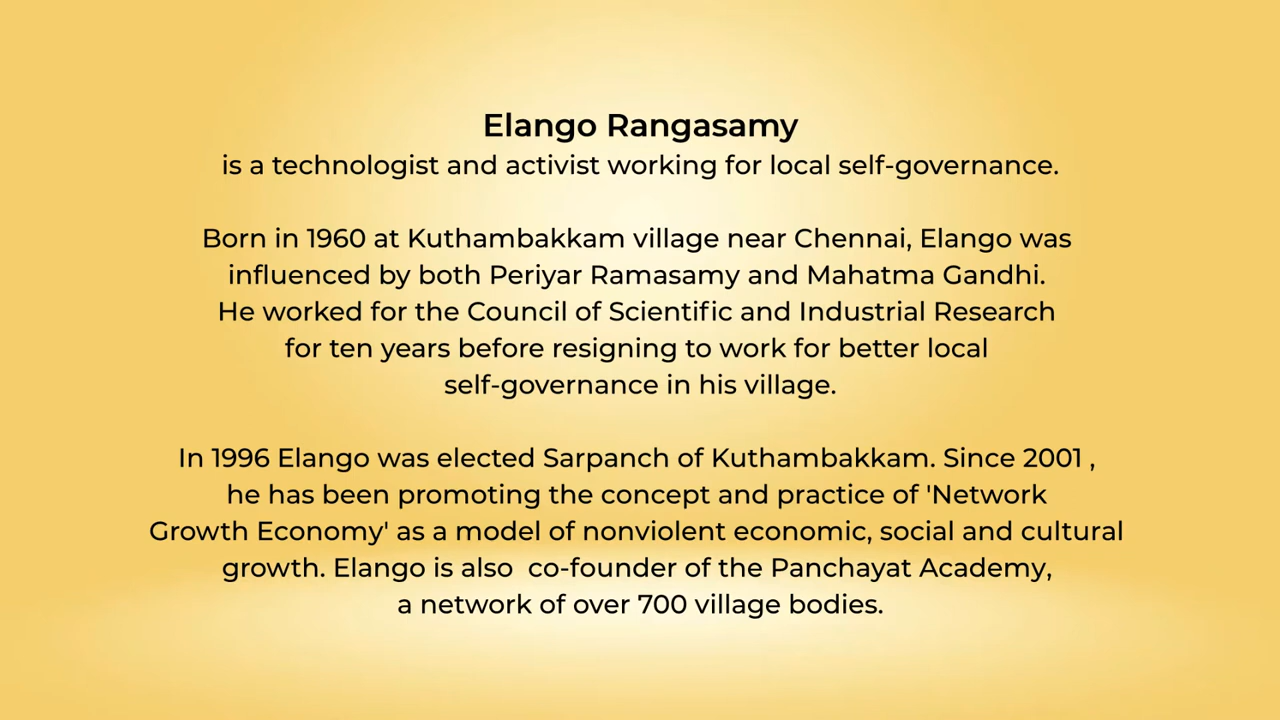 Elango Rangasamy
is a technologist and activist working for local self-governance.
Born in 1960 at Kuthambakkam village near Chennai, Elango was
influenced by both Periyar Ramasamy and Mahatma Gandhi.
He worked for the Council of Scientific and Industrial Research
for ten years before resigning to work for better local
self-governance in his village.
In 1996 Elango was elected Sarpanch of Kuthambakkam. Since 2001 ,
he has been promoting the concept and practice of 'Network
Growth Economy' as a model of nonviolent economic, social and cultural
growth. Elango is also  co-founder of the Panchayat Academy,
a network of over 700 village bodies.